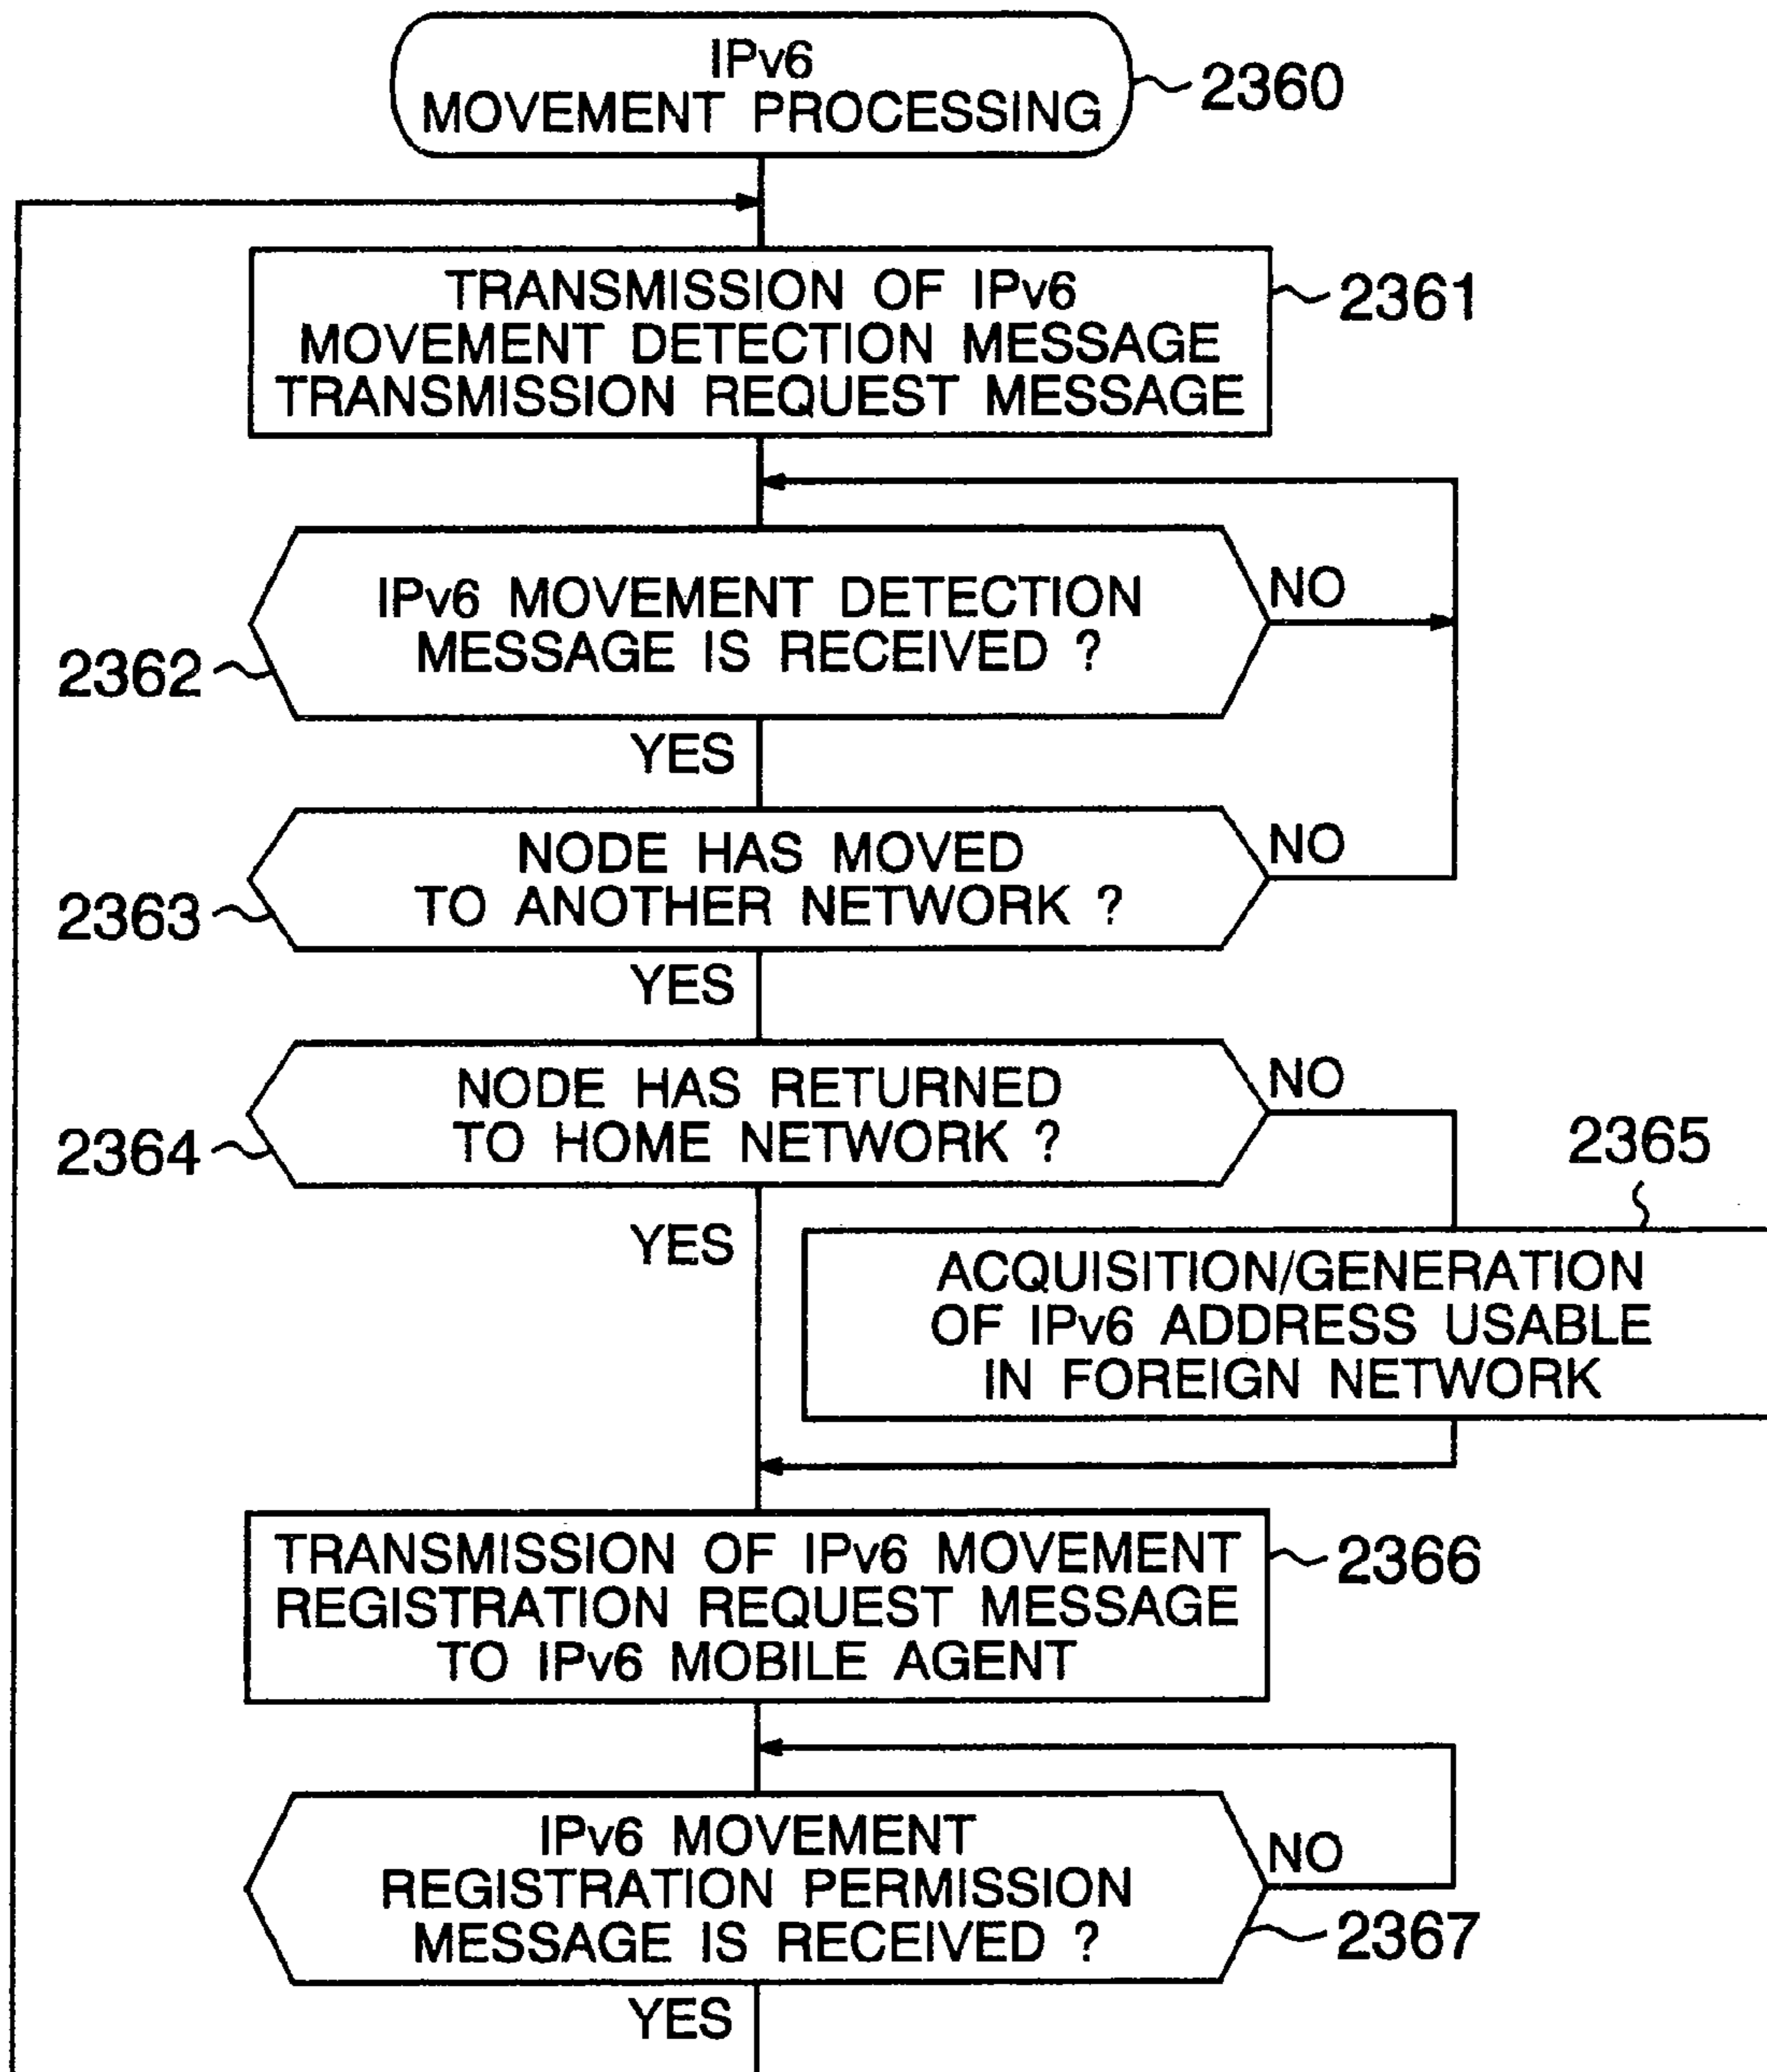 IPv6
MOVEMENT PROCESSING
2360
TRANSMISSION OF IPv6
MOVEMENT DETECTION MESSAGE
TRANSMISSION REQUEST MESSAGE
2361
IPv6 MOVEMENT DETECTION
MESSAGE IS RECEIVED ?
NO
2362
YES
NODE HAS MOVED
TO ANOTHER NETWORK ?
NO
2363
YES
NODE HAS RETURNED
TO HOME NETWORK ?
NO
2364
2365
YES
ACQUISITION/GENERATION
OF IPv6 ADDRESS USABLE
IN FOREIGN NETWORK
TRANSMISSION OF IPv6 MOVEMENT
REGISTRATION REQUEST MESSAGE
TO IPv6 MOBILE AGENT
2366
IPv6 MOVEMENT
REGISTRATION PERMISSION
MESSAGE IS RECEIVED ?
NO
2367
YES